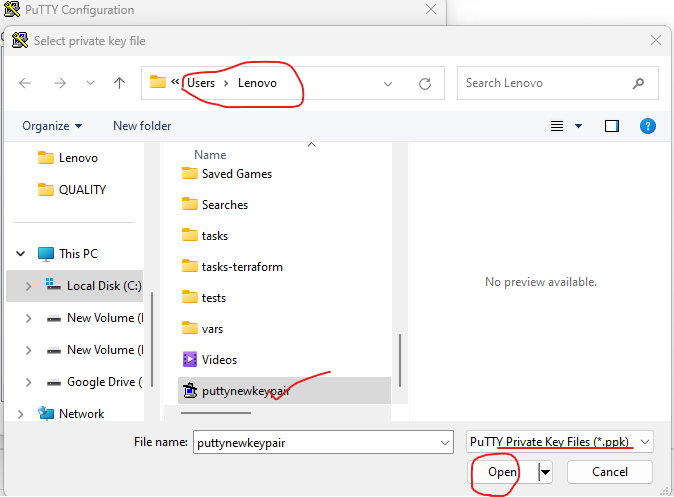 PuTTY Configuration
Select private key file
« Users > Lenovo
Search Lenovo
Organize
New folder
?
Lenovo
QUALITY
This PC
Local Disk (C:)
New Volume (
New Volume (
Google Drive (
Network
Name
Saved Games
Searches
tasks
tasks-terraform
tests
vars
Videos
puttynewkeypair
No preview available.
File name: puttynewkeypair
PuTTY Private Key Files (*.ppk)
Open
Cancel